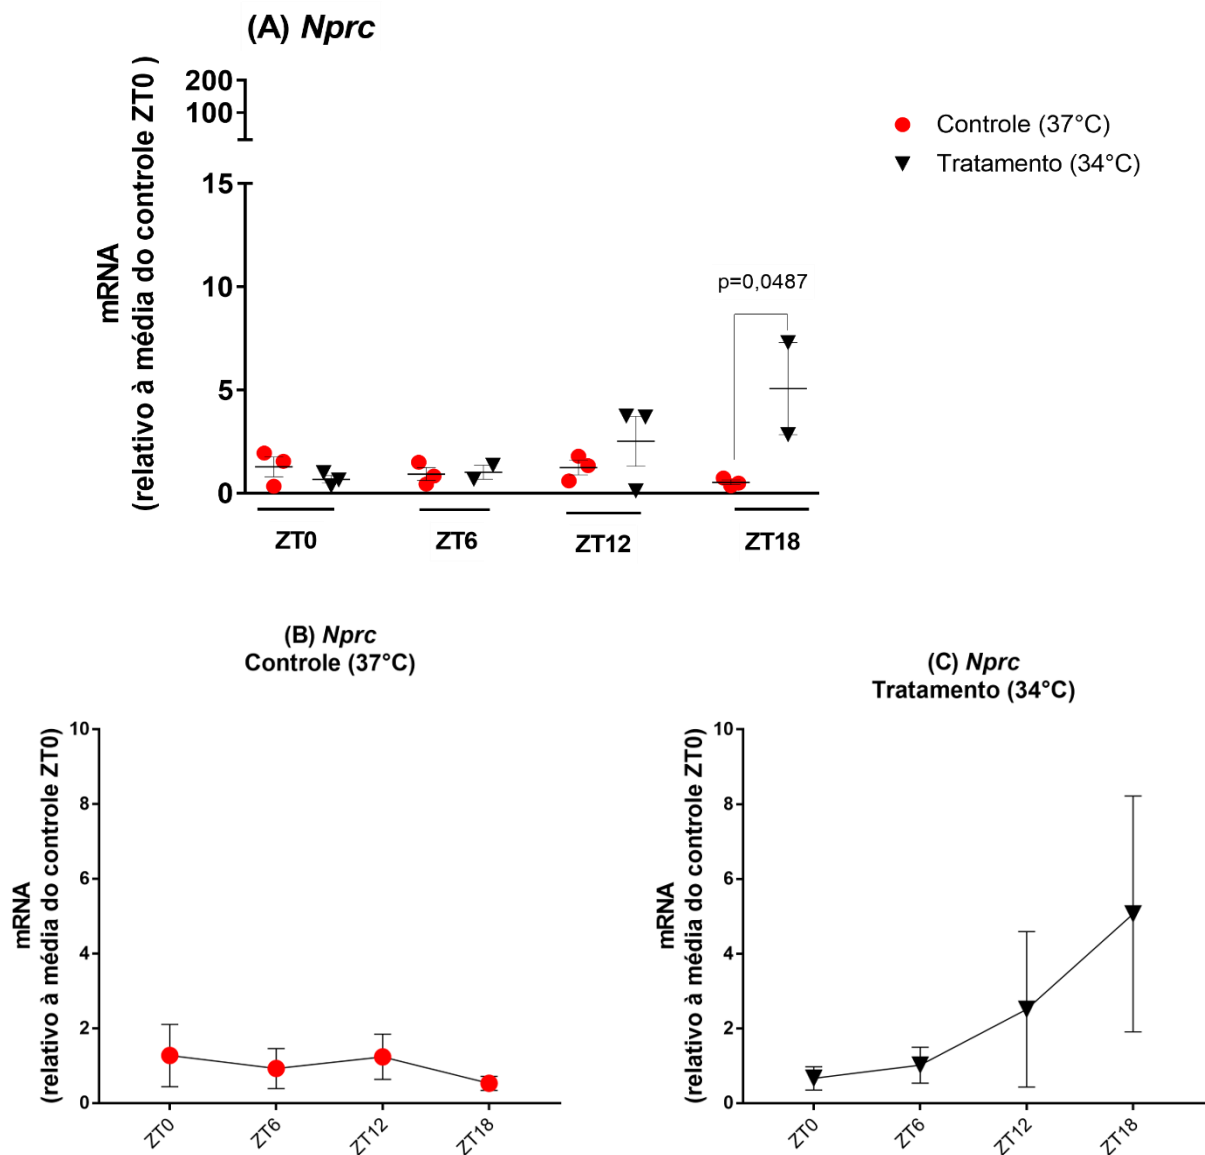 (A) Nprc
mRNA
(relativo à média do controle ZT0 )
200
100
15
10
5
0
Controle (37°C)
Tratamento (34°C)
p=0,0487
ZT0
ZT6
ZT12
ZT18
(B) Nprc
Controle (37°C)
mRNA
(relativo à média do controle ZT0)
10
8
6
4
2
0
ZT0
ZT6
ZT12
ZT18
(C) Nprc
Tratamento (34°C)
mRNA
(relativo à média do controle ZT0)
10
8
6
4
2
0
ZT0
ZT6
ZT12
ZT18